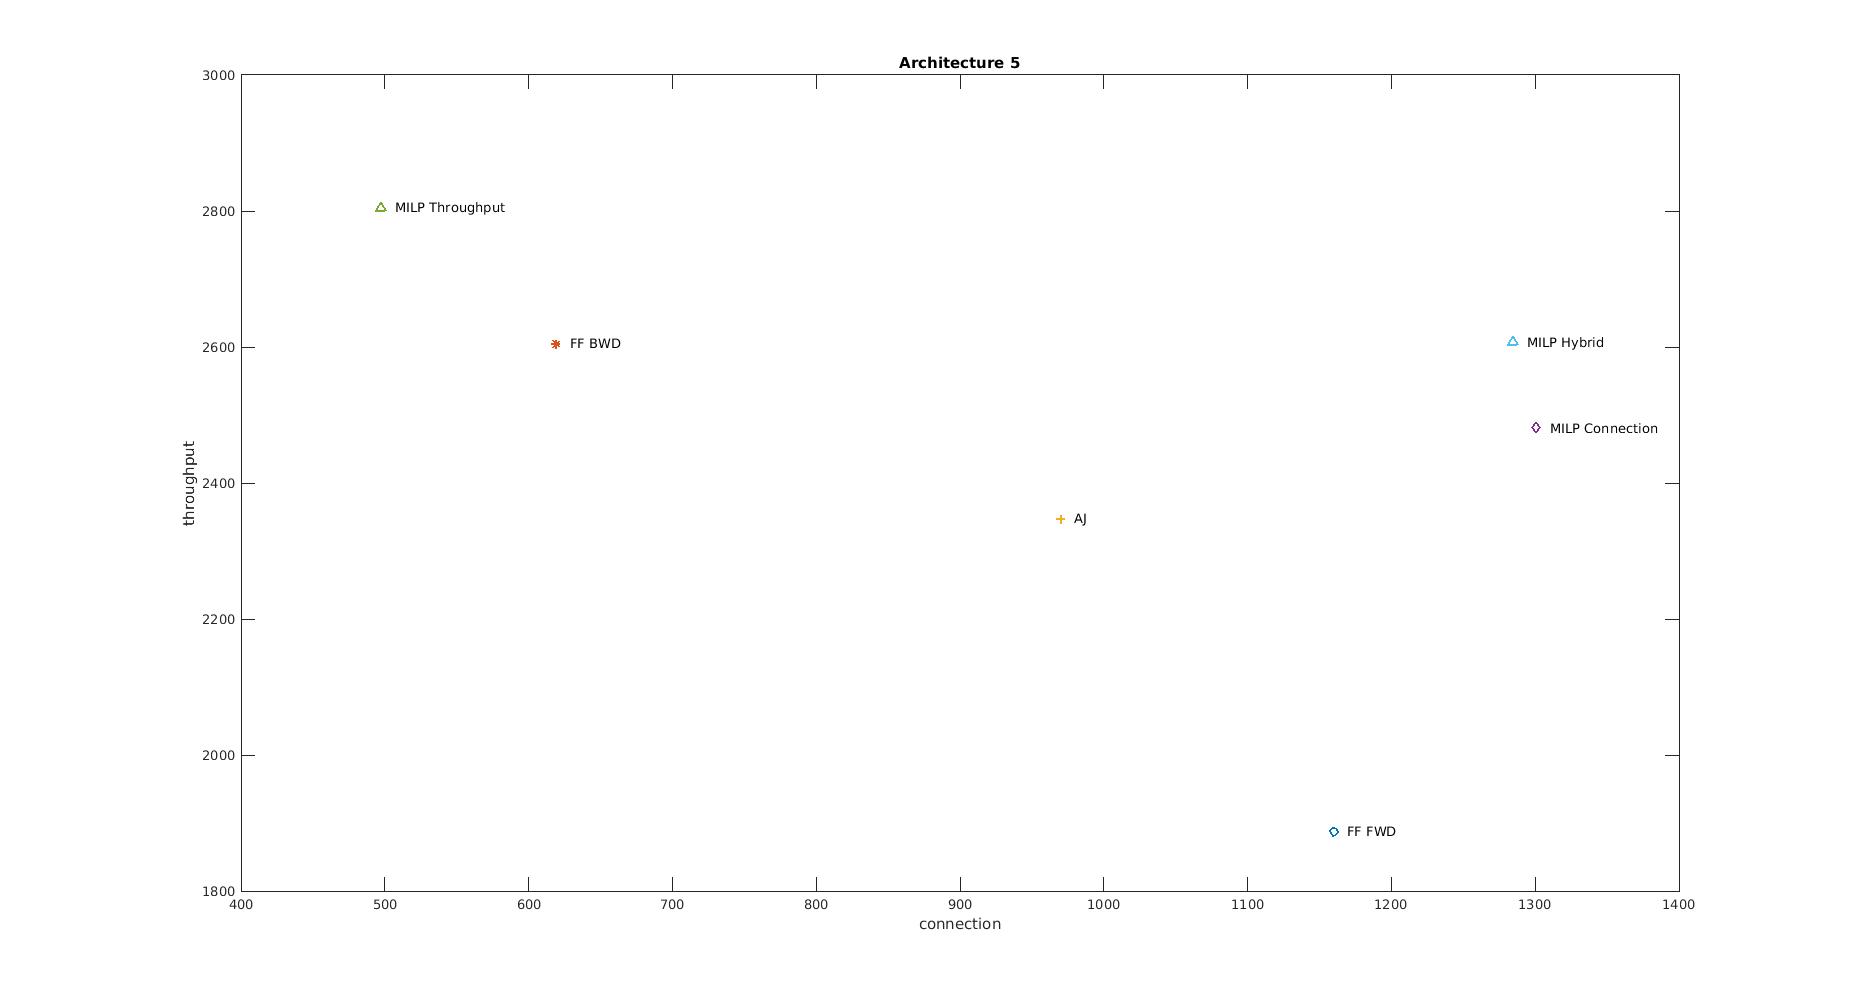 Architecture 5
3000
2800
2600
2400
2200
2000
1800
throughput
MILP Throughput
FF BWD
MILP Hybrid
MILP Connection
AJ
FF FWD
400 500 600 700 800 900 1000 1100 1200 1300 1400
connection